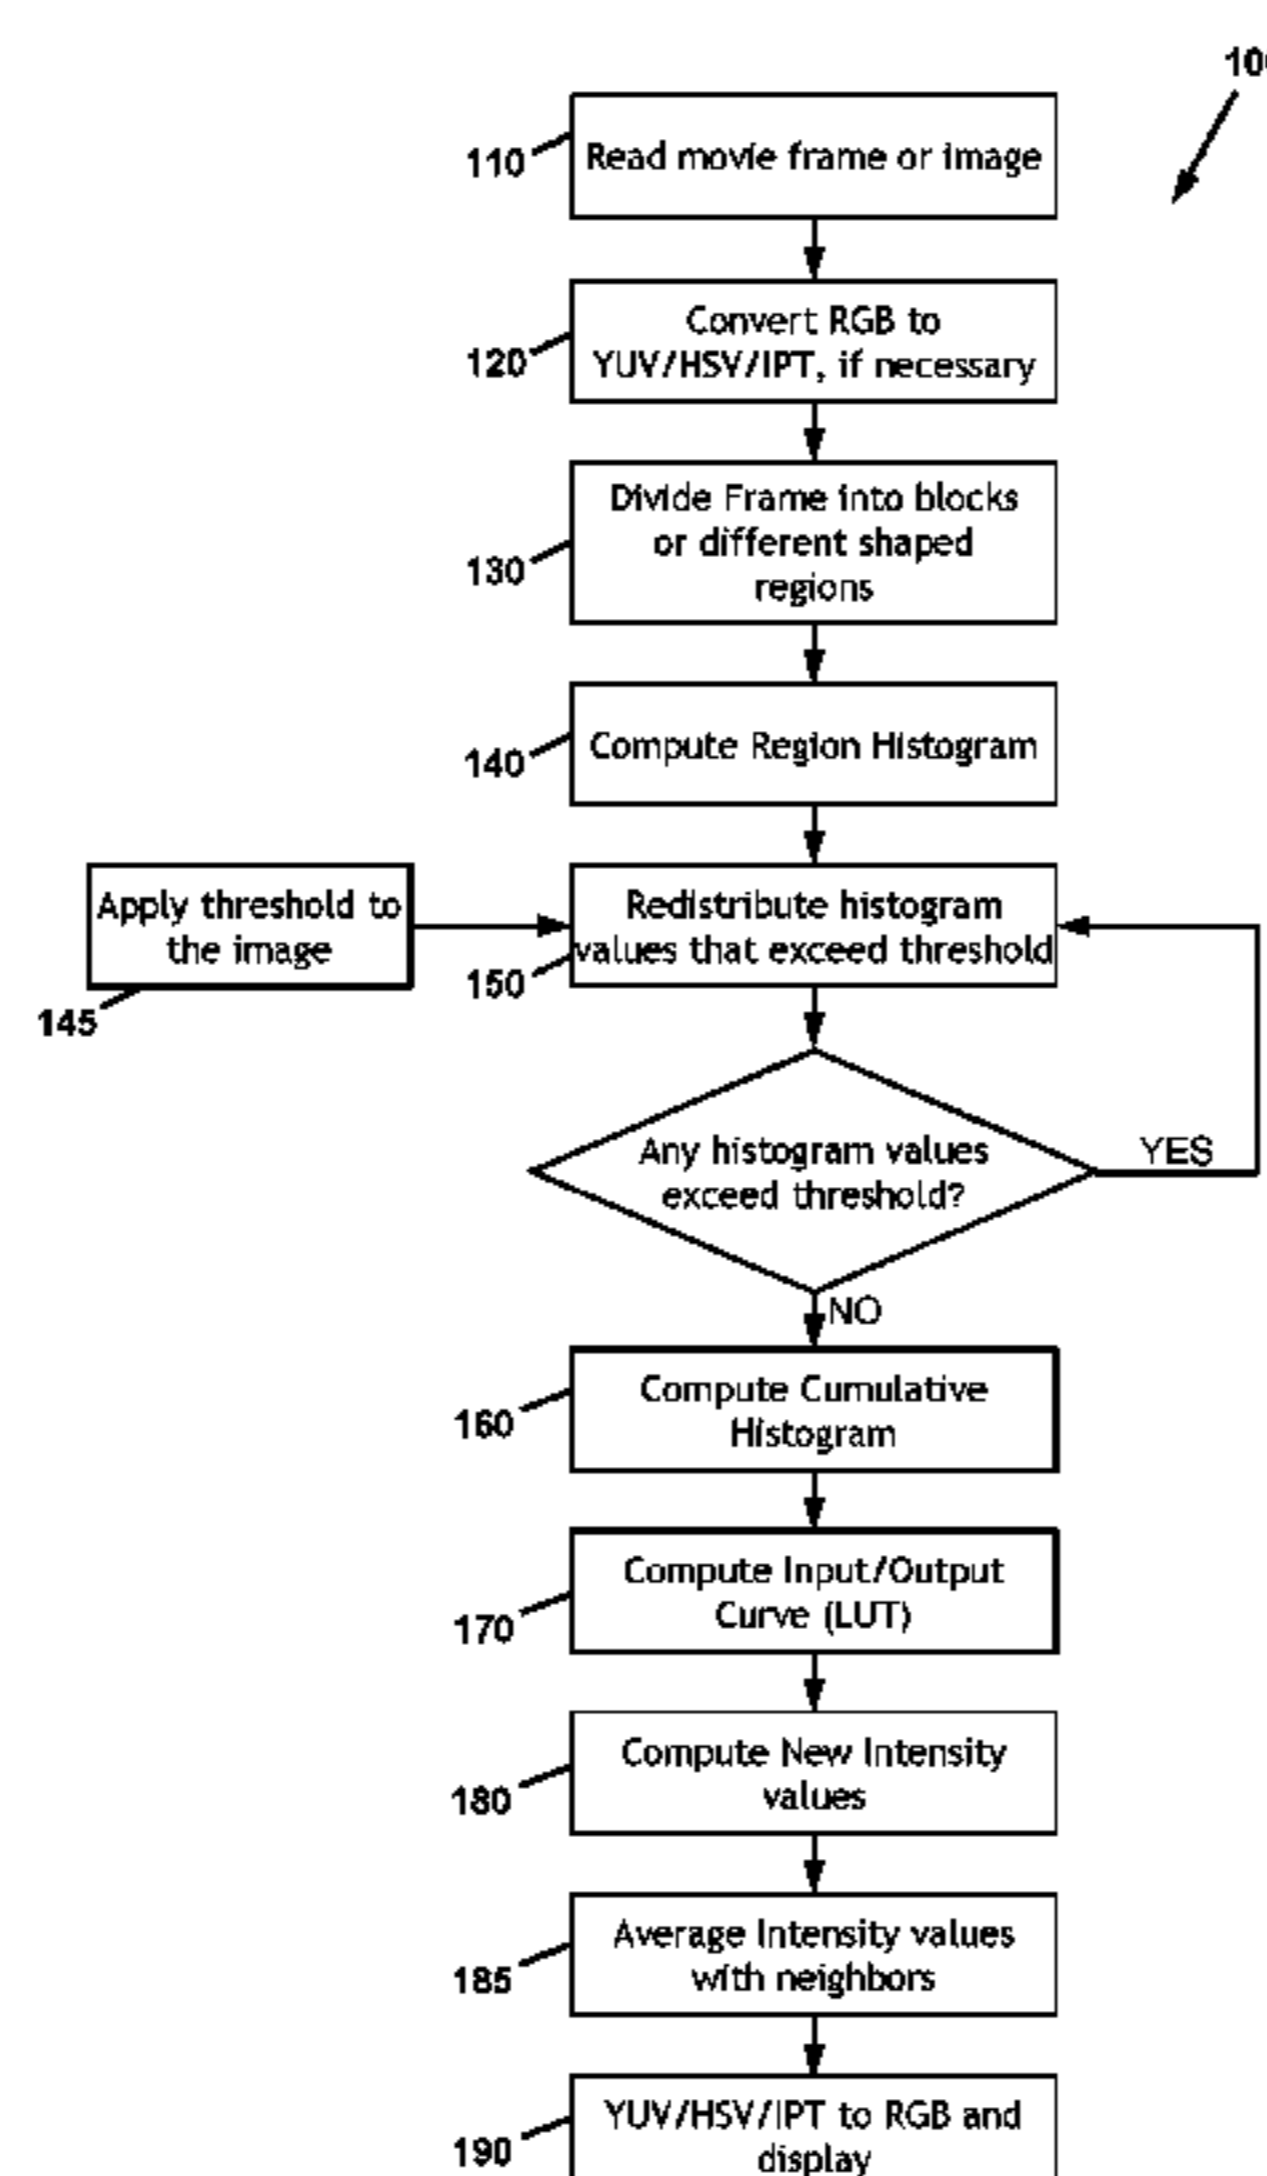 110
Read movie frame or image
120
Convert RGB to
YUV/HSV/IPT, if necessary
130
Divide Frame into blocks
or different shaped
regions
140
Compute Region Histogram
145
Apply threshold to
the image
150
Redistribute histogram
values that exceed threshold
Any histogram values
exceed threshold?
YES
NO
160
Compute Cumulative
Histogram
170
Compute Input/Output
Curve (LUT)
180
Compute New Intensity
values
185
Average Intensity values
with neighbors
190
YUV/HSV/IPT to RGB and
display